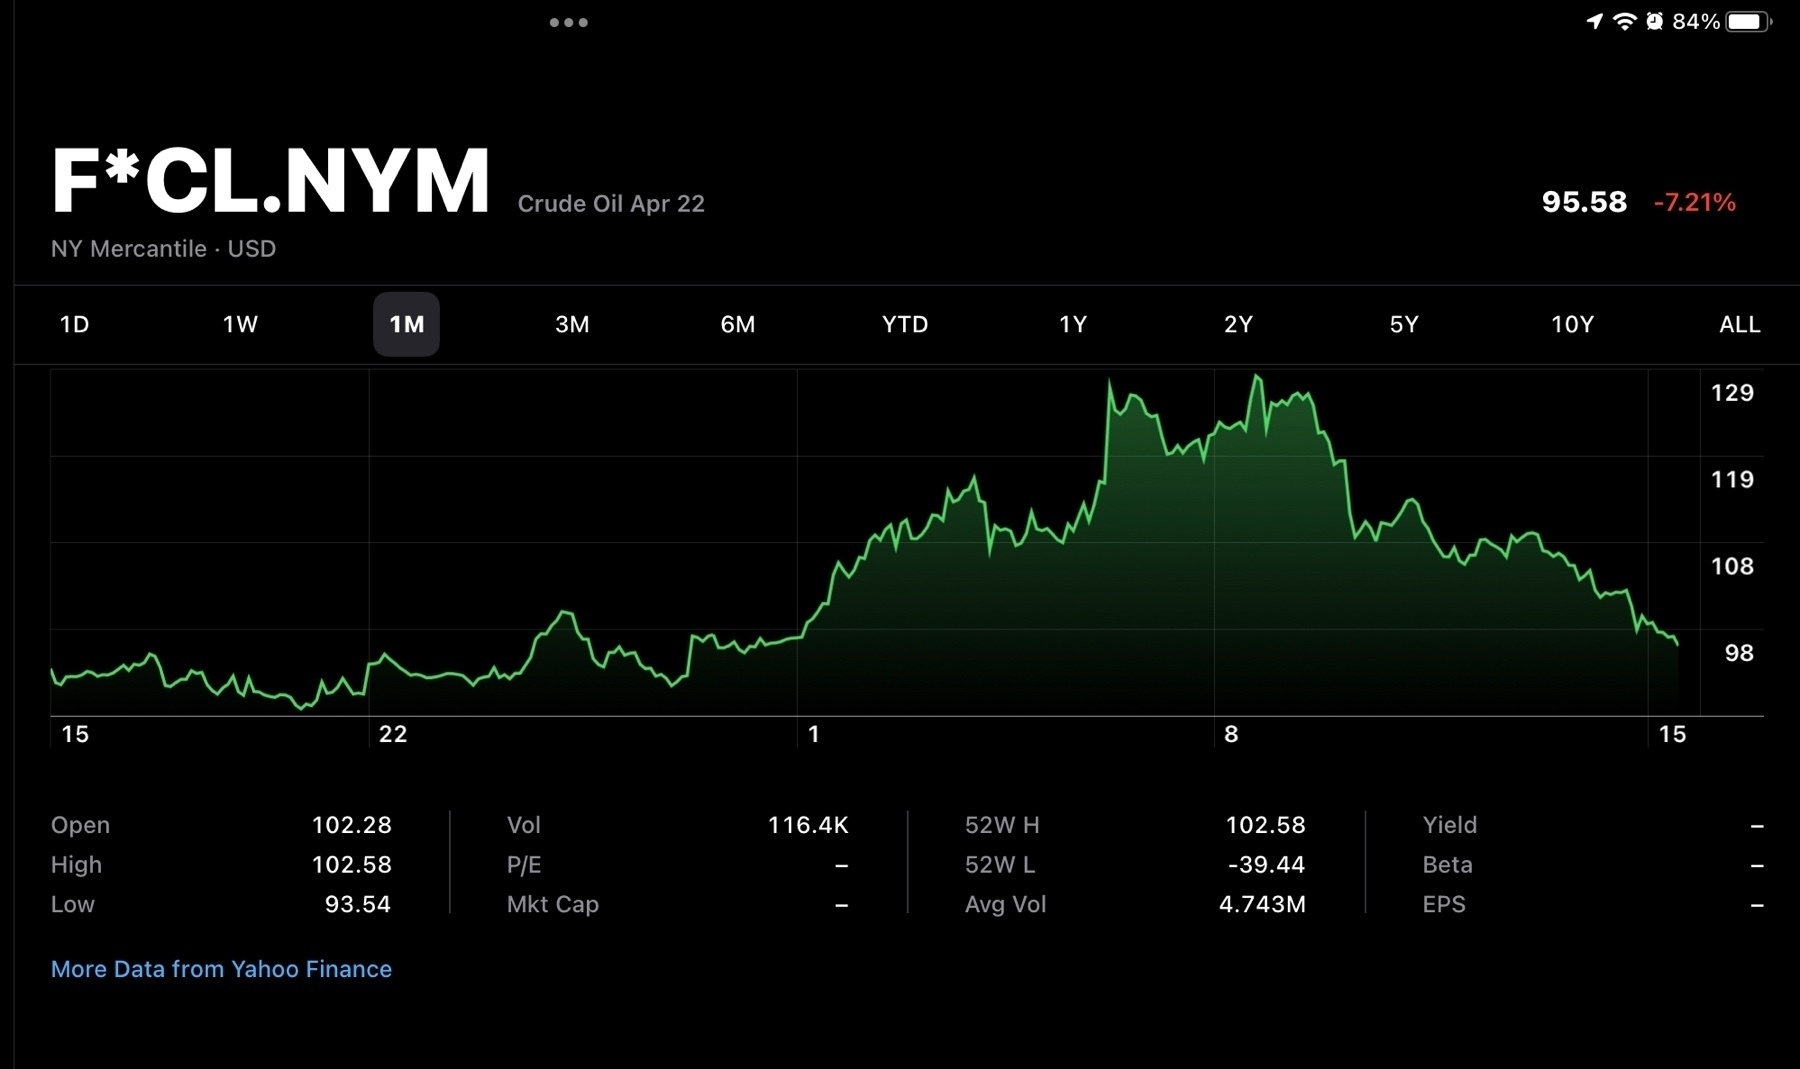 84%
F*CL.NYM Crude Oil Apr 22 95.58 -7.21%
NY Mercantile · USD
1D 1W 1M 3M 6M YTD 1Y 2Y 5Y 10Y ALL
129
119
108
98
15 22 1 8 15
Open 102.28 Vol 116.4K 52W H 102.58 Yield –
High 102.58 P/E – 52W L -39.44 Beta –
Low 93.54 Mkt Cap – Avg Vol 4.743M EPS –
More Data from Yahoo Finance